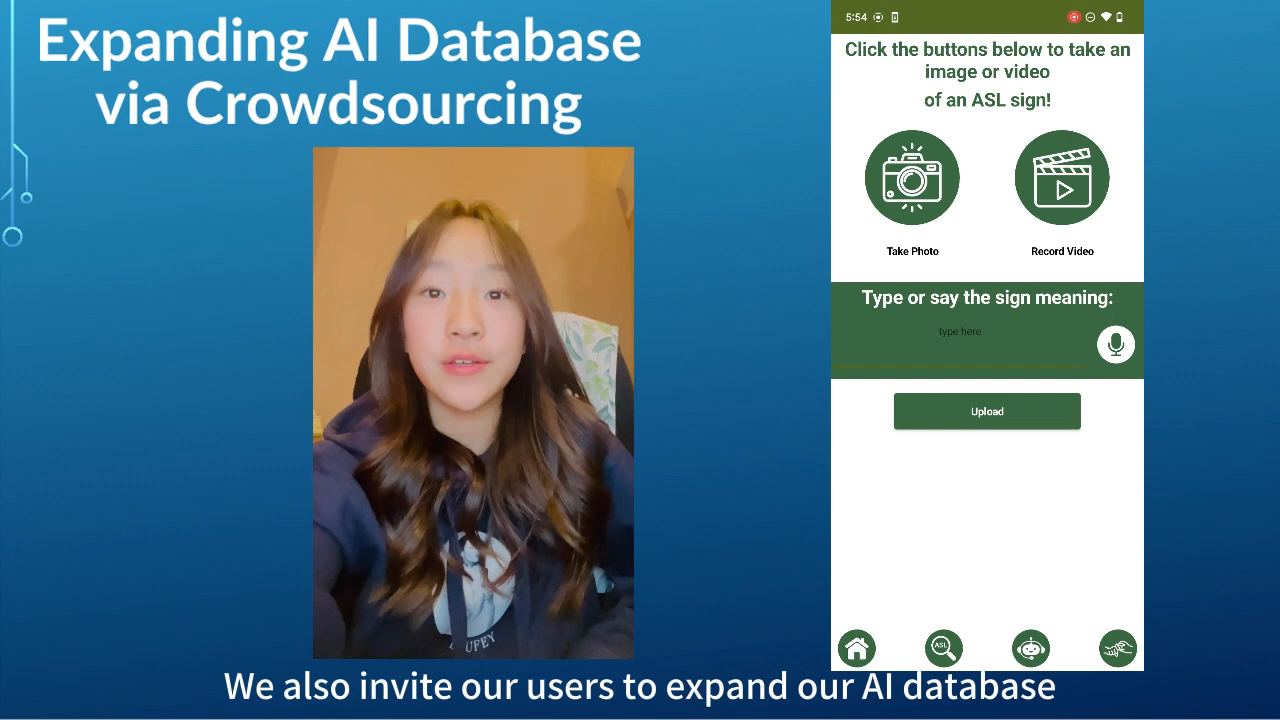 Expanding AI Database
via Crowdsourcing
5:54
Click the buttons below to take an
image or video
of an ASL sign!
Take Photo
Record Video
Type or say the sign meaning:
type here
Upload
ASL
We also invite our users to expand our AI database